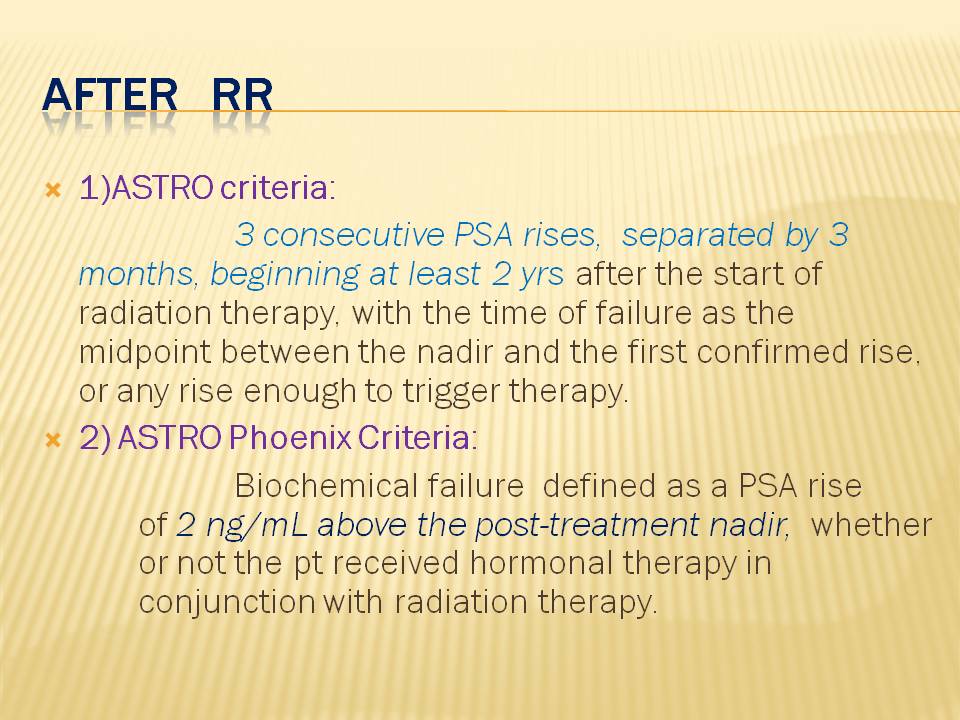 AFTER RR
1)ASTRO criteria:
3 consecutive PSA rises, separated by 3
months, beginning at least 2 yrs after the start of
radiation therapy, with the time of failure as the
midpoint between the nadir and the first confirmed rise,
or any rise enough to trigger therapy.
2) ASTRO Phoenix Criteria:
Biochemical failure defined as a PSA rise
of 2 ng/mL above the post-treatment nadir, whether
or not the pt received hormonal therapy in
conjunction with radiation therapy.